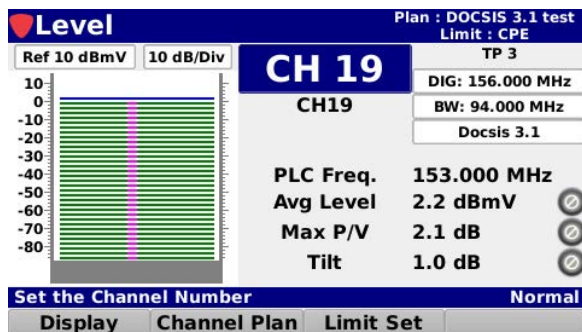 Level
Plan : DOCSIS 3.1 test
Limit : CPE
Ref 10 dBmV
10 dB/Div
CH 19
TP 3
DIG: 156.000 MHz
CH19
BW: 94.000 MHz
Docsis 3.1
10
0
-10
-20
-30
-40
-50
-60
-70
-80
PLC Freq. 153.000 MHz
Avg Level 2.2 dBmV
Max P/V 2.1 dB
Tilt 1.0 dB
Set the Channel Number
Normal
Display
Channel Plan
Limit Set